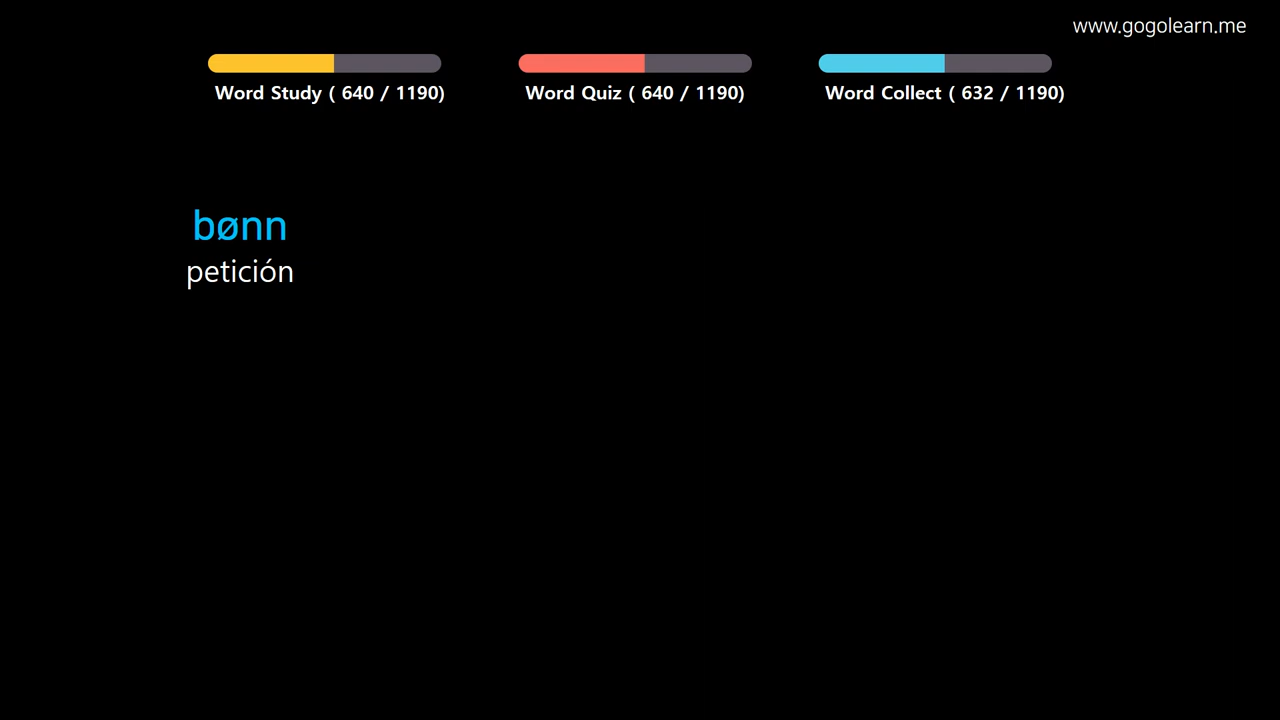 www.gogolearn.me
Word Study ( 640 / 1190)
Word Quiz ( 640 / 1190)
Word Collect ( 632 / 1190)
bønn
petición